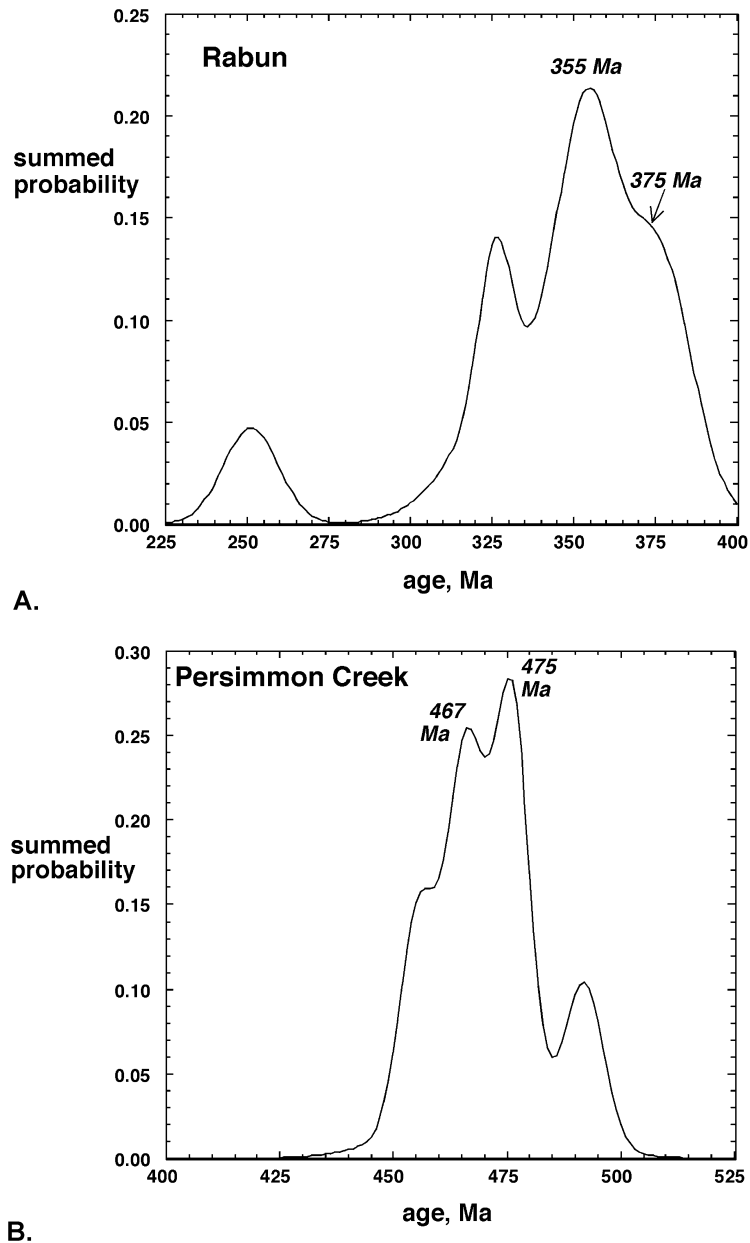 0.25
Rabun
355 Ma
0.20
summed
probability
375 Ma
0.15
0.10
0.05
0.00
225 250 275 300 325 350 375 400
age, Ma
A.
0.30
Persimmon Creek
475
Ma
467
Ma
0.25
0.20
summed
probability
0.15
0.10
0.05
0.00
400 425 450 475 500 525
age, Ma
B.